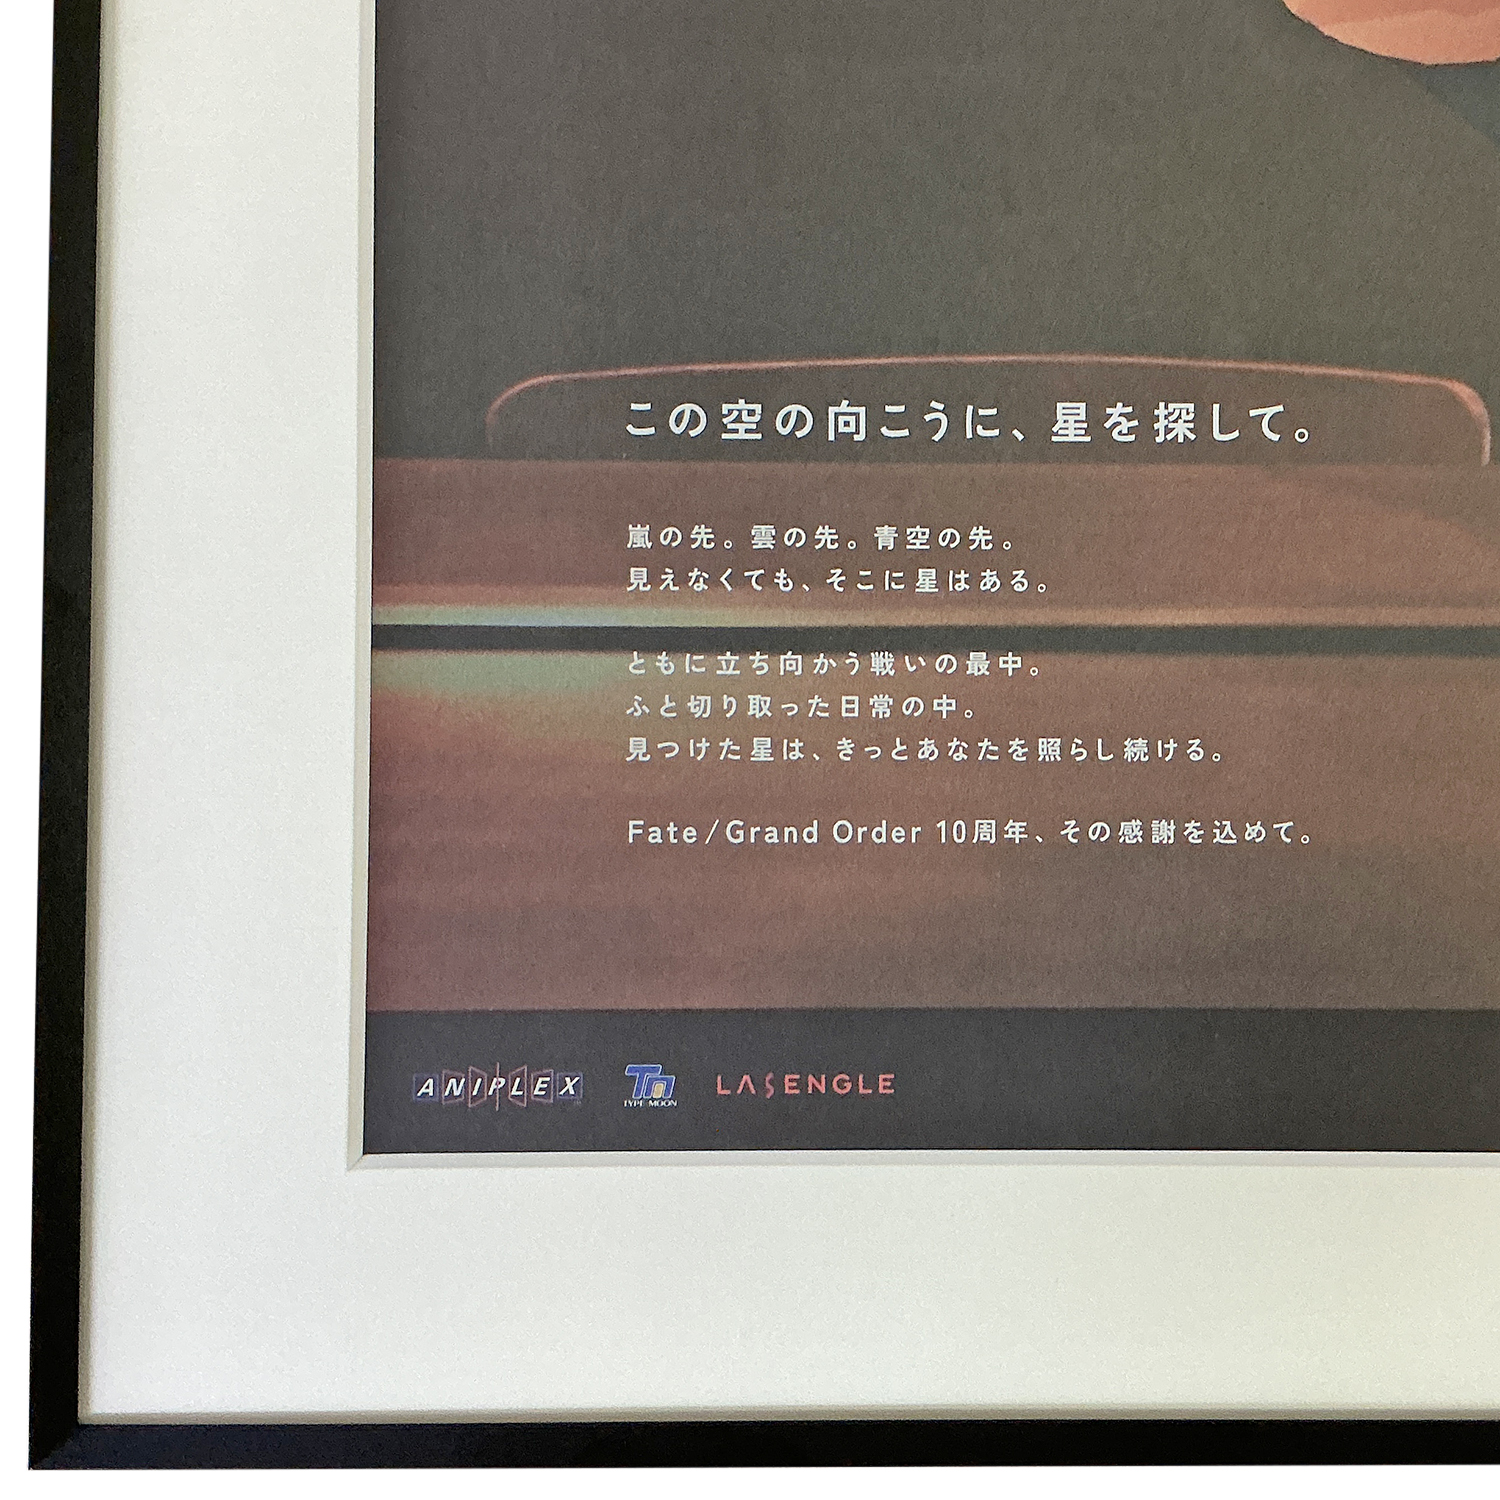 この空の向こうに、星を探して。
嵐の先。雲の先。青空の先。
見えなくても、そこに星はある。
ともに立ち向かう戦いの最中。
ふと切り取った日常の中。
見つけた星は、きっとあなたを照らし続ける。
Fate/Grand Order 10周年、その感謝を込めて。
ANIPLEX TM TYPE-MOON LASENGLE